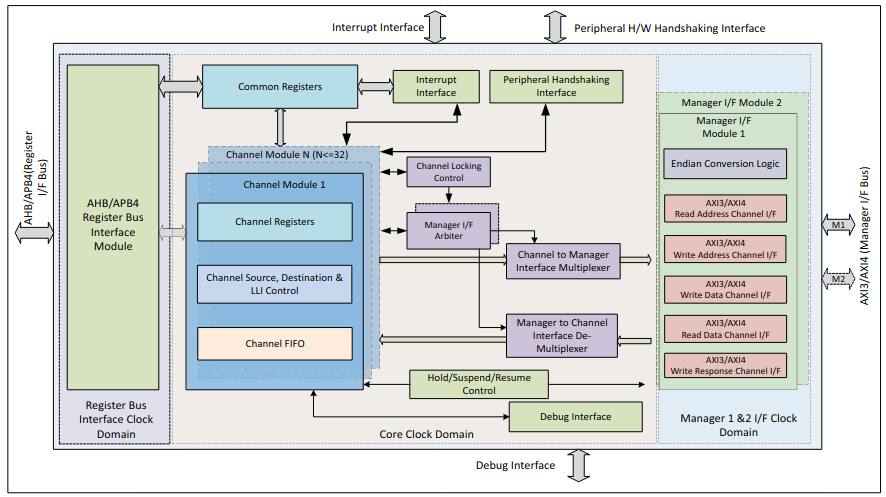 Interrupt Interface
Peripheral H/W Handshaking Interface
AHB/APB4(Register
I/F Bus)
AHB/APB4
Register Bus
Interface
Module
Register Bus
Interface Clock
Domain
Common Registers
Interrupt
Interface
Peripheral Handshaking
Interface
Channel Module N (N<=32)
Channel Module 1
Channel Registers
Channel Source, Destination &
LLI Control
Channel FIFO
Channel Locking
Control
Manager I/F
Arbiter
Channel to Manager
Interface Multiplexer
Manager to Channel
Interface De-
Multiplexer
Hold/Suspend/Resume
Control
Debug Interface
Core Clock Domain
Manager I/F Module 2
Manager I/F
Module 1
Endian Conversion Logic
AXI3/AXI4
Read Address Channel I/F
AXI3/AXI4
Write Address Channel I/F
AXI3/AXI4
Write Data Channel I/F
AXI3/AXI4
Read Data Channel I/F
AXI3/AXI4
Write Response Channel I/F
Manager 1 &2 I/F Clock
Domain
M1
M2
AXI3/AXI4 (Manager I/F Bus)
Debug Interface